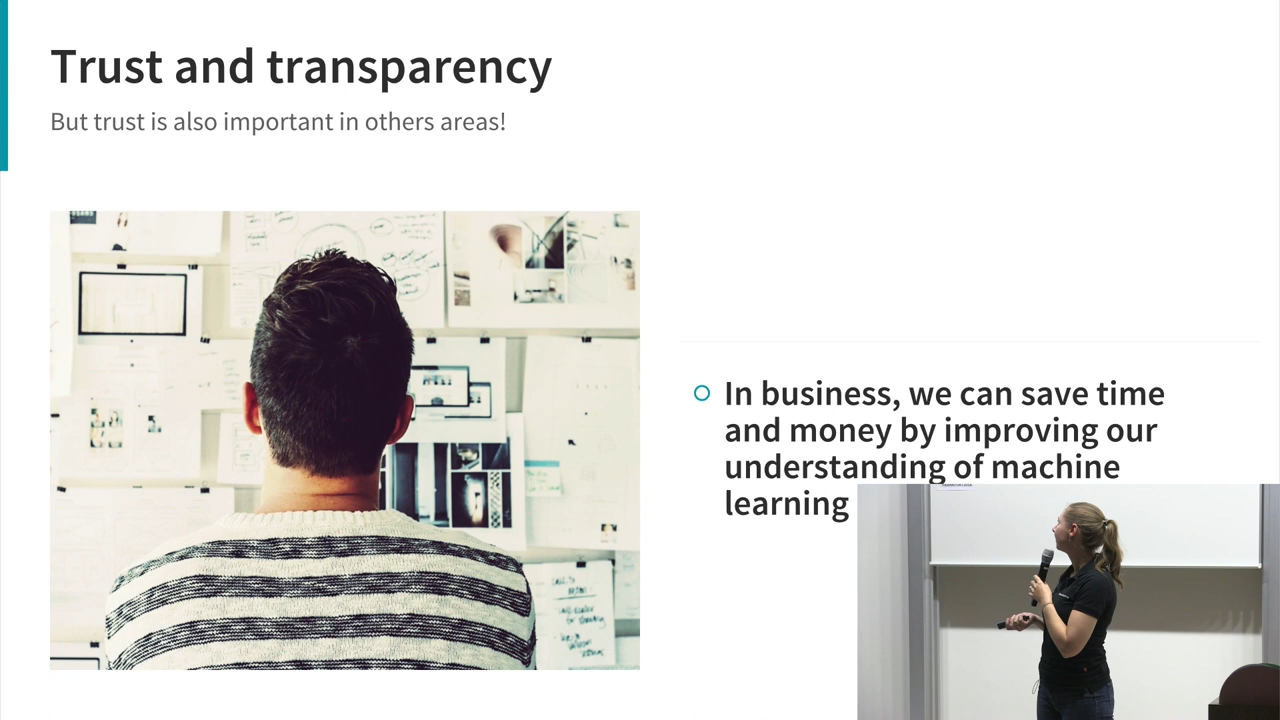 Trust and transparency
But trust is also important in others areas!
In business, we can save time
and money by improving our
understanding of machine
learning